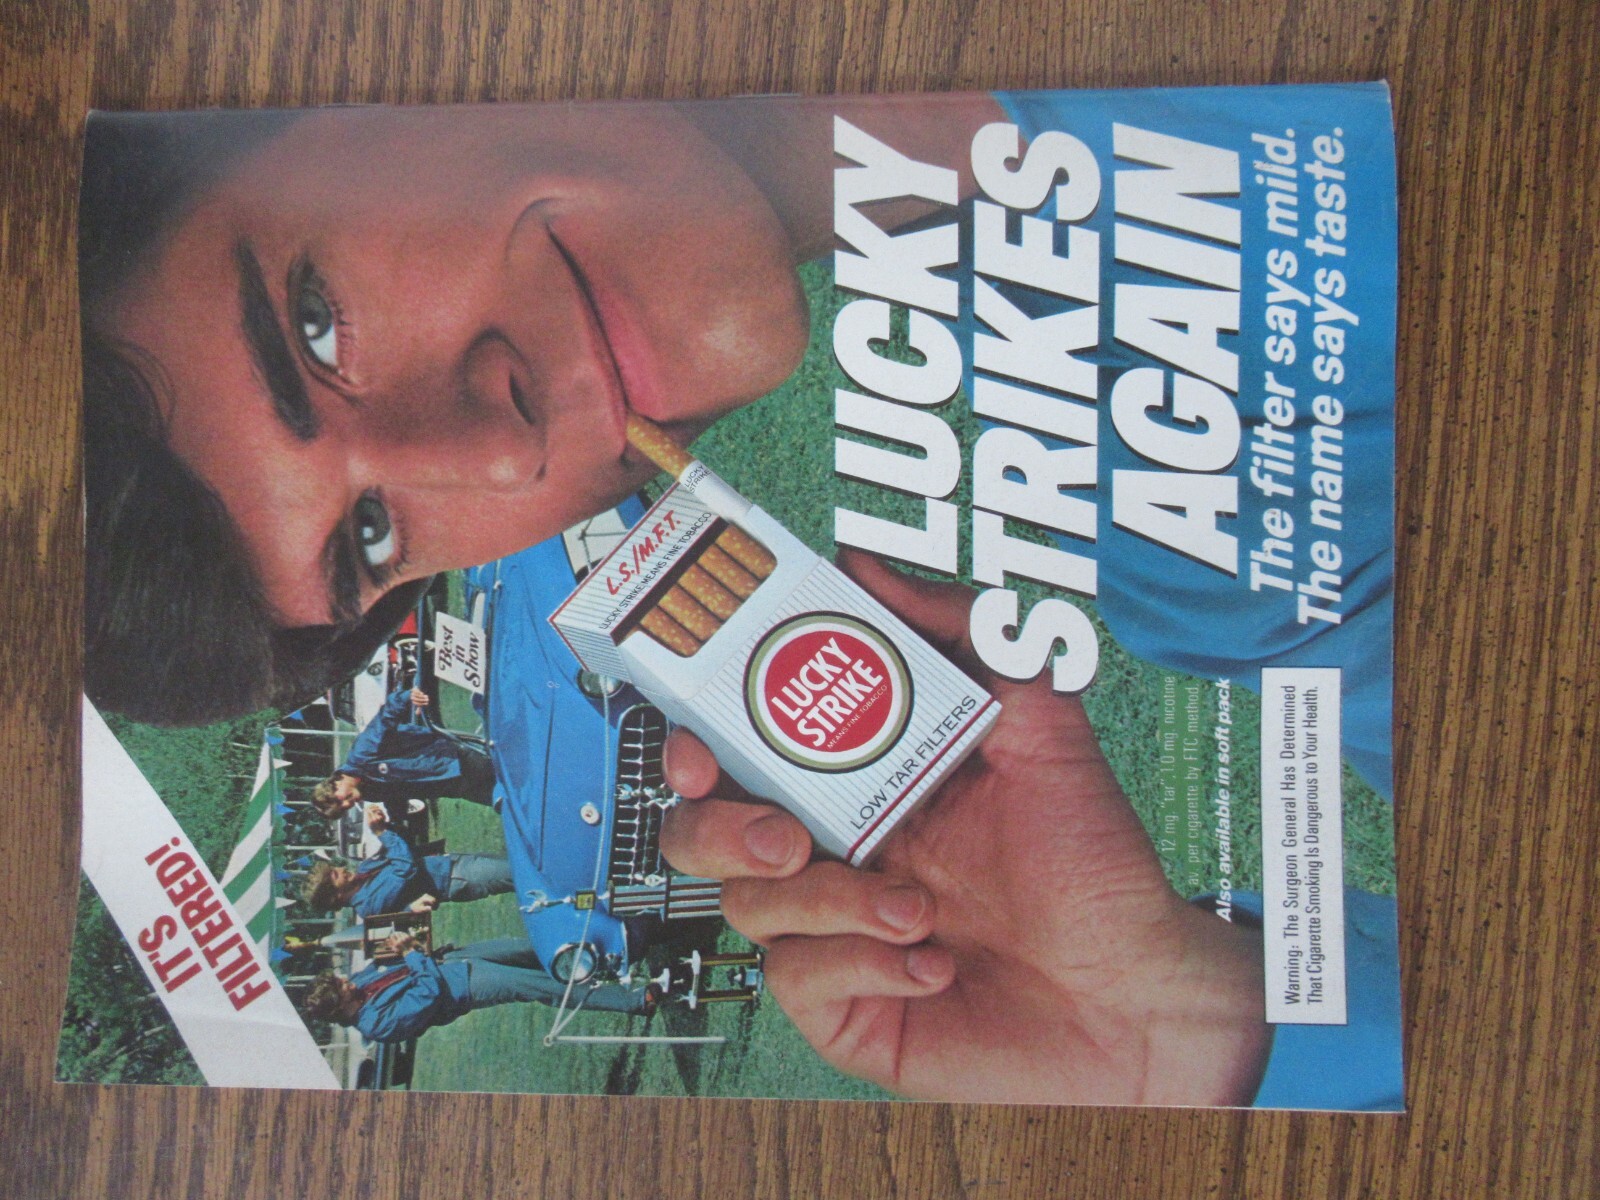 IT'S
FILTERED!
Best
in
Show
LUCKY
STRIKE
L.S./M.F.T.
LUCKY STRIKE MEANS FINE TOBACCO
LUCKY
STRIKE
MEANS FINE TOBACCO
LOW TAR FILTERS
LUCKY
STRIKES
AGAIN
The filter says mild.
The name says taste.
12 mg. "tar", 1.0 mg. nicotine
av. per cigarette by FTC method.
Also available in soft pack
Warning: The Surgeon General Has Determined
That Cigarette Smoking Is Dangerous to Your Health.